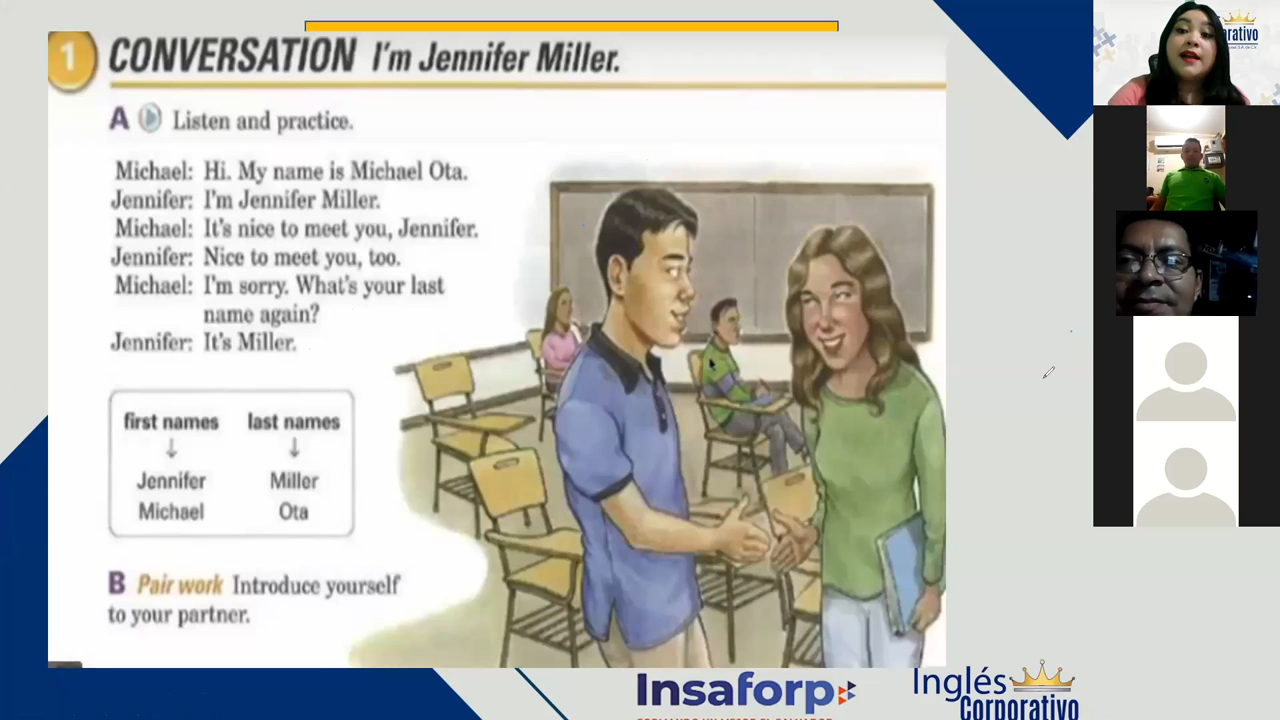 1 CONVERSATION I'm Jennifer Miller.
A Listen and practice.
Michael: Hi. My name is Michael Ota.
Jennifer: I'm Jennifer Miller.
Michael: It's nice to meet you, Jennifer.
Jennifer: Nice to meet you, too.
Michael: I'm sorry. What's your last
name again?
Jennifer: It's Miller.
first names last names
Jennifer Miller
Michael Ota
B Pair work Introduce yourself
to your partner.
Insaforp
Inglés
Corporativo